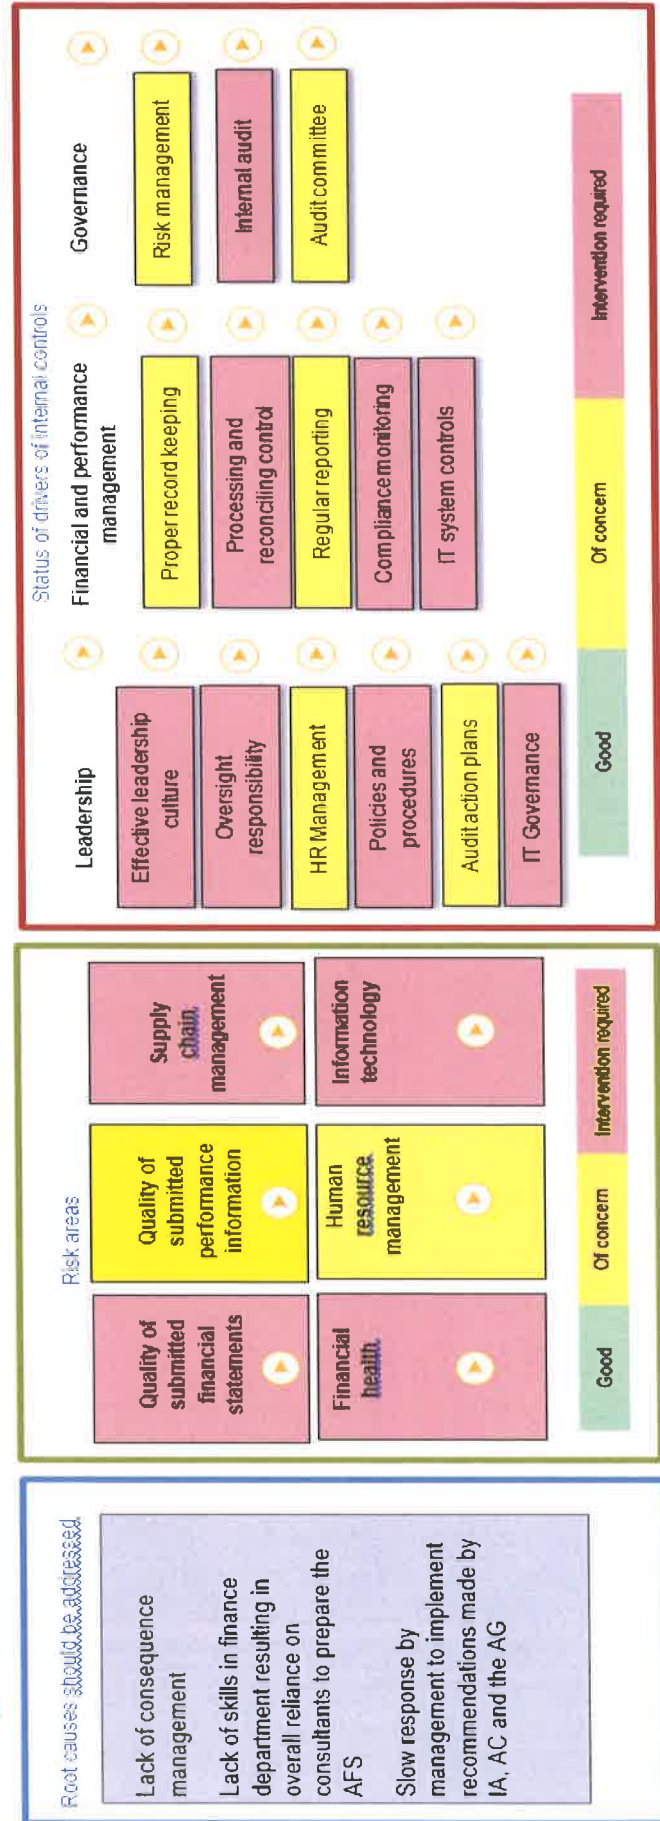 Root causes should be addressed
Lack of consequence
management
Lack of skills in finance
department resulting in
overall reliance on
consultants to prepare the
AFS
Slow response by
management to implement
recommendations made by
IA, AC and the AG
Risk areas
Quality of
submitted
financial
statements
Quality of
submitted
performance
information
Supply
chain
management
Financial
health
Human
resource
management
Information
technology
Good
Of concern
Intervention required
Status of drivers of internal controls
Leadership
Effective leadership
culture
Oversight
responsibility
HR Management
Policies and
procedures
Audit action plans
IT Governance
Financial and performance
management
Proper record keeping
Processing and
reconciling control
Regular reporting
Compliance monitoring
IT system controls
Governance
Risk management
Internal audit
Audit committee
Good
Of concern
Intervention required